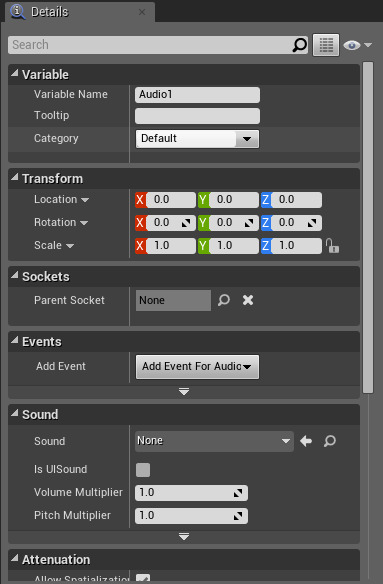 Details
Search
Variable
Variable Name Audio1
Tooltip
Category Default
Transform
Location X 0.0 Y 0.0 Z 0.0
Rotation X 0.0 Y 0.0 Z 0.0
Scale X 1.0 Y 1.0 Z 1.0
Sockets
Parent Socket None
Events
Add Event Add Event For Audio
Sound
Sound None
Is UISound
Volume Multiplier 1.0
Pitch Multiplier 1.0
Attenuation
Allow Spatialization